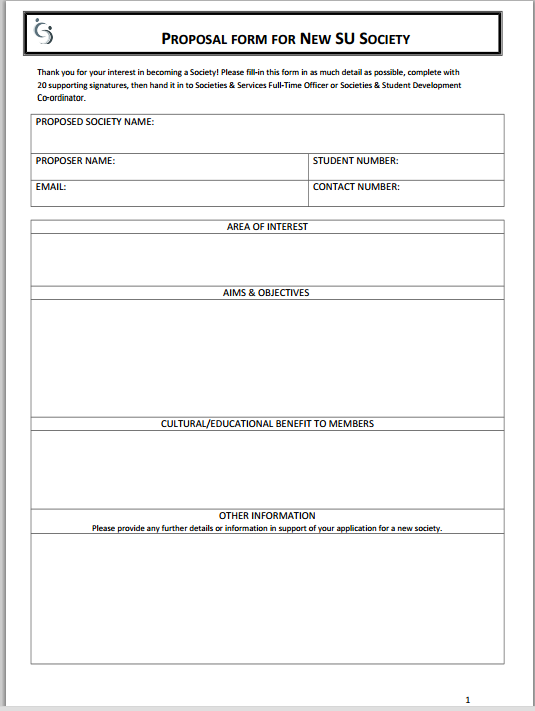 PROPOSAL FORM FOR NEW SU SOCIETY
Thank you for your interest in becoming a Society! Please fill-in this form in as much detail as possible, complete with
20 supporting signatures, then hand it in to Societies & Services Full-Time Officer or Societies & Student Development
Co-ordinator.
PROPOSED SOCIETY NAME:
PROPOSER NAME: STUDENT NUMBER:
EMAIL: CONTACT NUMBER:
AREA OF INTEREST
AIMS & OBJECTIVES
CULTURAL/EDUCATIONAL BENEFIT TO MEMBERS
OTHER INFORMATION
Please provide any further details or information in support of your application for a new society.
1